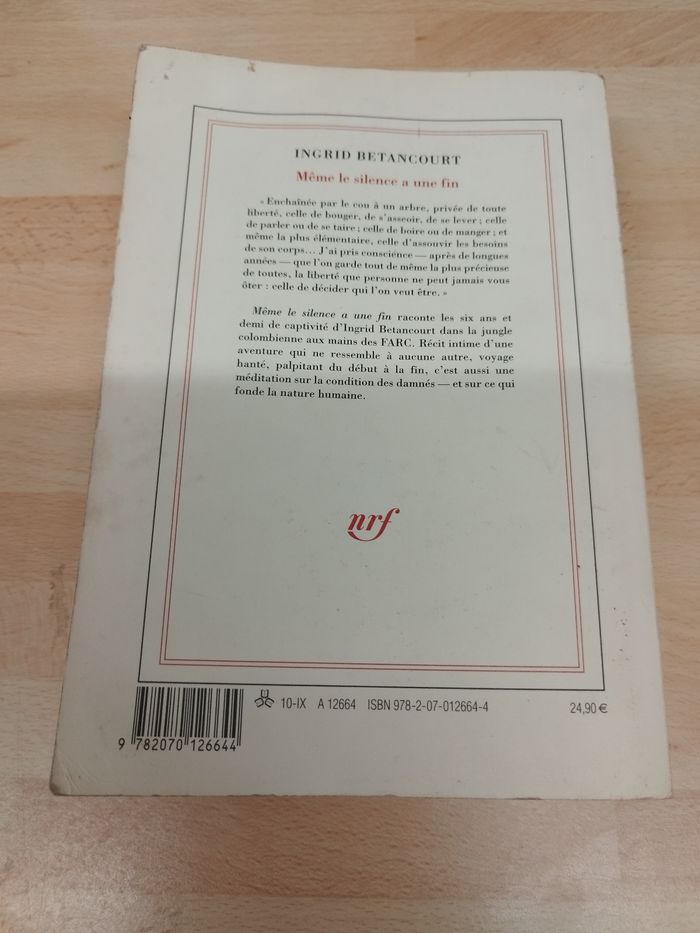 INGRID BETANCOURT
Même le silence a une fin
« Enchaînée par le cou à un arbre, privée de toute
liberté, celle de bouger, de s'asseoir, de se lever ; celle
de parler ou de se taire ; celle de boire ou de manger ; et
même la plus élémentaire, celle d'assouvir les besoins
de son corps... J'ai pris conscience — après de longues
années — que l'on garde tout de même la plus précieuse
de toutes, la liberté que personne ne peut jamais vous
ôter : celle de décider qui l'on veut être. »
Même le silence a une fin raconte les six ans et
demi de captivité d'Ingrid Betancourt dans la jungle
colombienne aux mains des FARC. Récit intime d'une
aventure qui ne ressemble à aucune autre, voyage
hanté, palpitant du début à la fin, c'est aussi une
méditation sur la condition des damnés — et sur ce qui
fonde la nature humaine.
nrf
10-IX A 12664 ISBN 978-2-07-012664-4 24,90 €
9 782070 126644